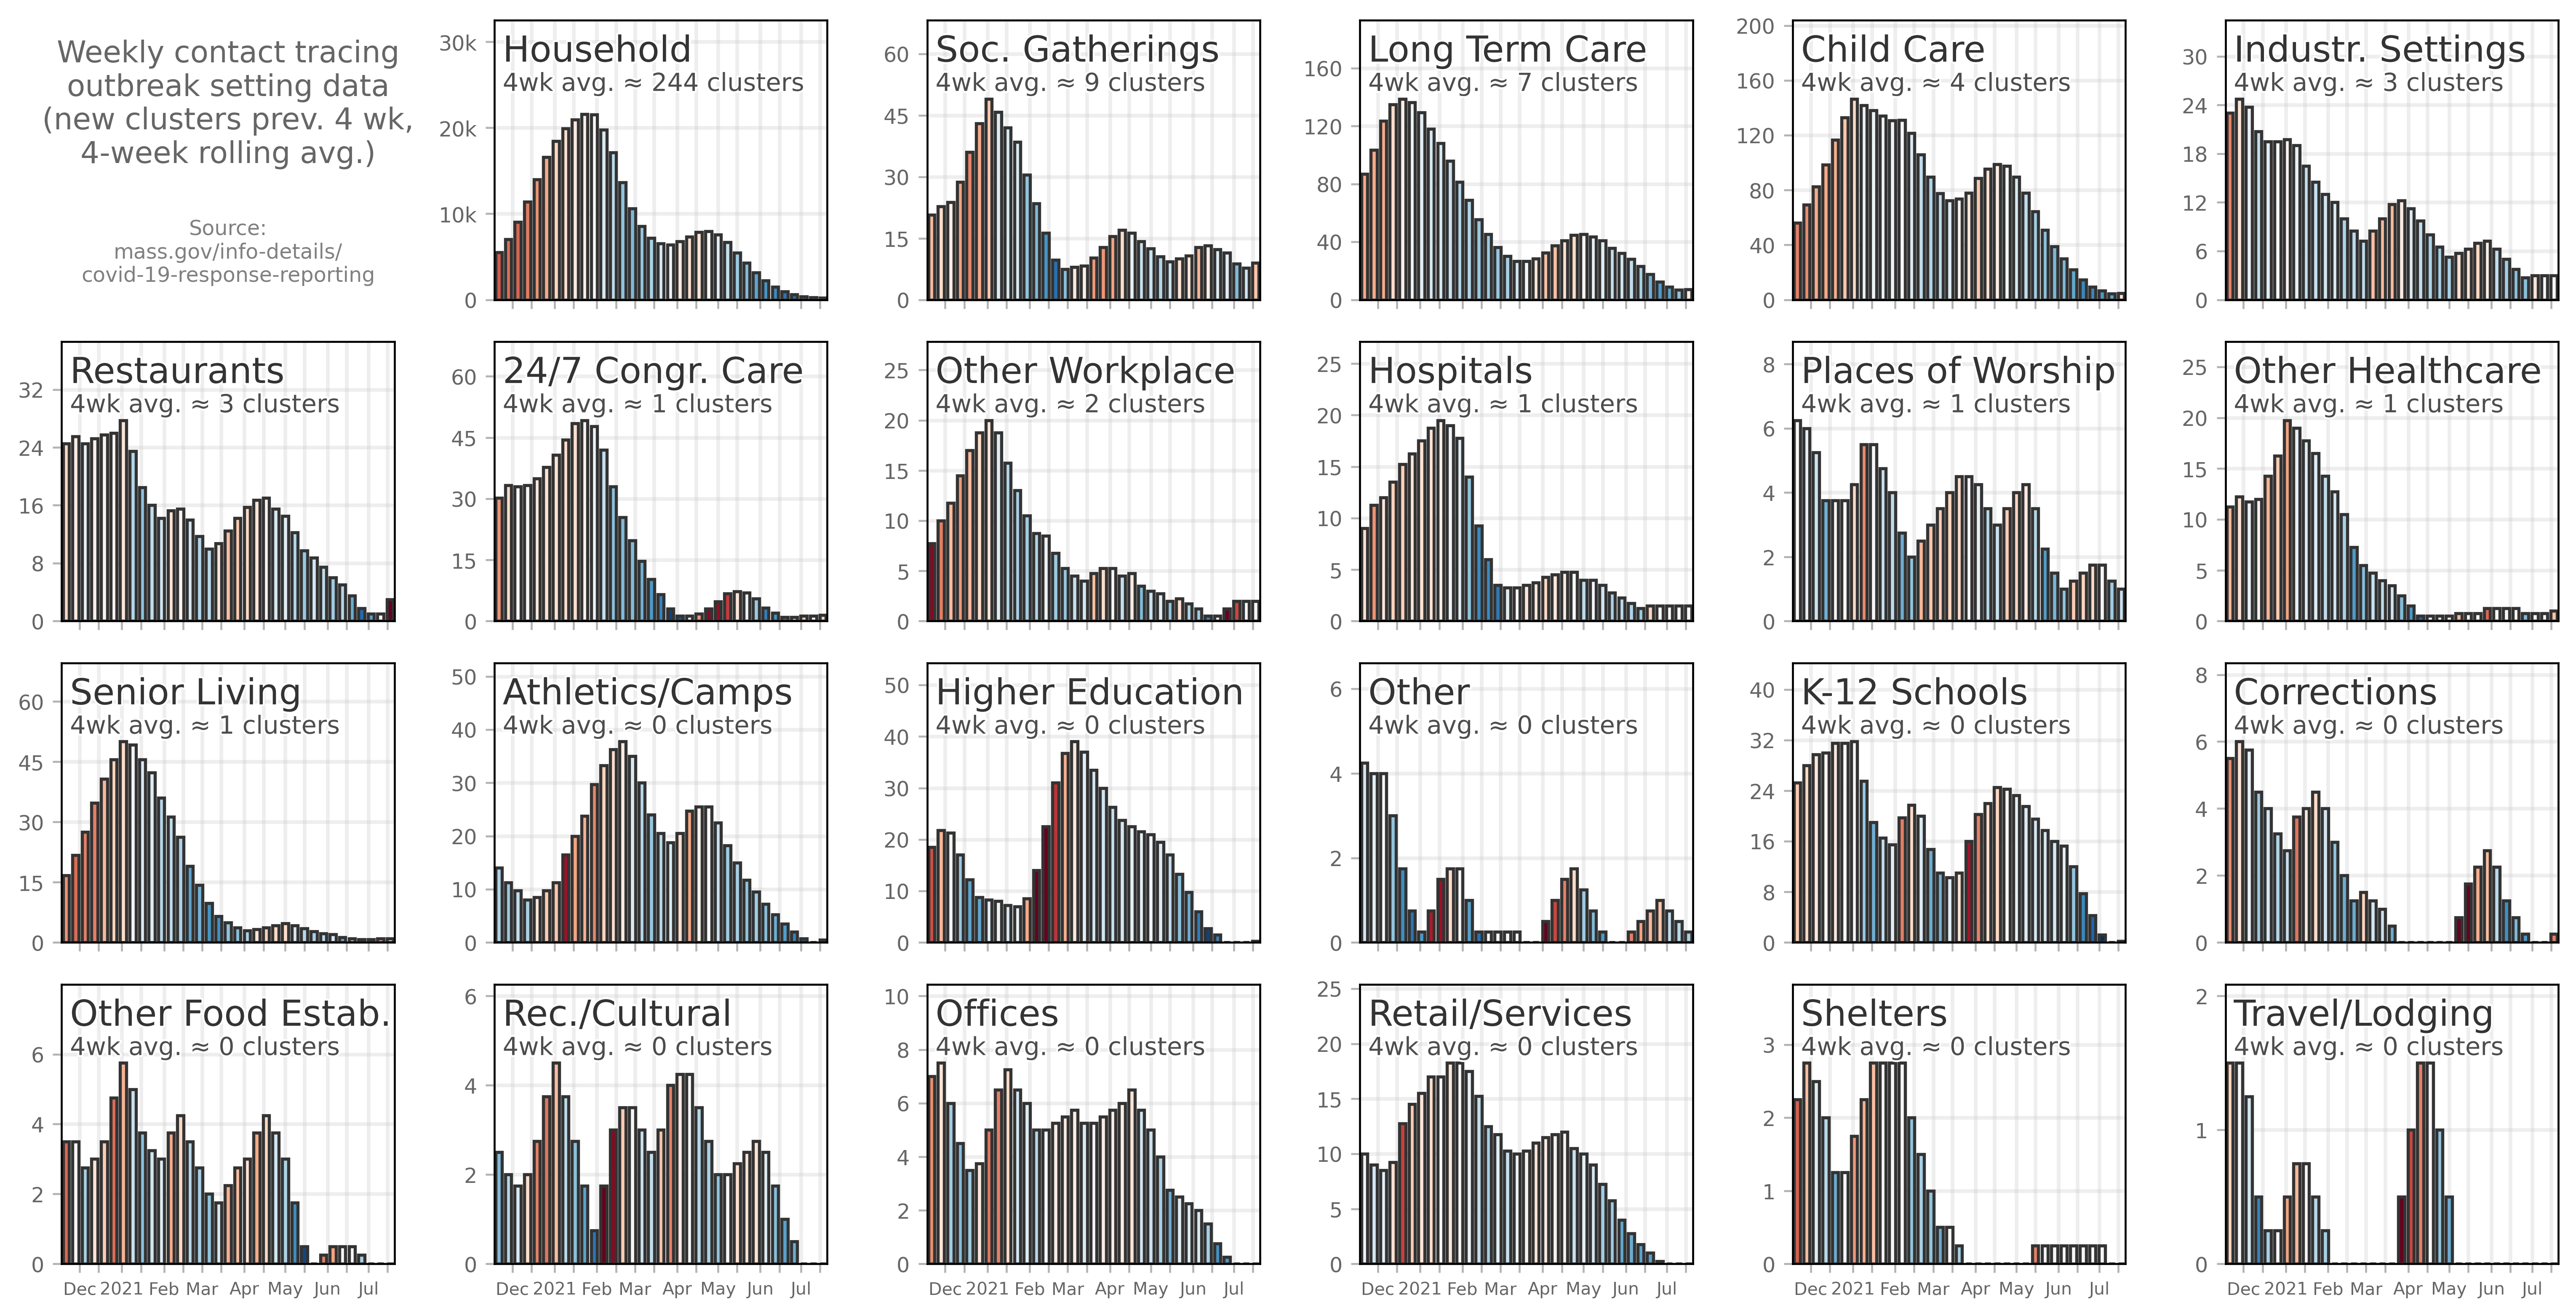 Weekly contact tracing
outbreak setting data
(new clusters prev. 4 wk,
4-week rolling avg.)
Source:
mass.gov/info-details/
covid-19-response-reporting
Household
4wk avg. ≈ 244 clusters
30k
20k
10k
0
Soc. Gatherings
4wk avg. ≈ 9 clusters
60
45
30
15
0
Long Term Care
4wk avg. ≈ 7 clusters
160
120
80
40
0
Child Care
4wk avg. ≈ 4 clusters
200
160
120
80
40
0
Industr. Settings
4wk avg. ≈ 3 clusters
30
24
18
12
6
0
Restaurants
4wk avg. ≈ 3 clusters
32
24
16
8
0
24/7 Congr. Care
4wk avg. ≈ 1 clusters
60
45
30
15
0
Other Workplace
4wk avg. ≈ 2 clusters
25
20
15
10
5
0
Hospitals
4wk avg. ≈ 1 clusters
25
20
15
10
5
0
Places of Worship
4wk avg. ≈ 1 clusters
8
6
4
2
0
Other Healthcare
4wk avg. ≈ 1 clusters
25
20
15
10
5
0
Senior Living
4wk avg. ≈ 1 clusters
60
45
30
15
0
Athletics/Camps
4wk avg. ≈ 0 clusters
50
40
30
20
10
0
Higher Education
4wk avg. ≈ 0 clusters
50
40
30
20
10
0
Other
4wk avg. ≈ 0 clusters
6
4
2
0
K-12 Schools
4wk avg. ≈ 0 clusters
40
32
24
16
8
0
Corrections
4wk avg. ≈ 0 clusters
8
6
4
2
0
Other Food Estab.
4wk avg. ≈ 0 clusters
6
4
2
0
Dec 2021 Feb Mar Apr May Jun Jul
Rec./Cultural
4wk avg. ≈ 0 clusters
6
4
2
0
Dec 2021 Feb Mar Apr May Jun Jul
Offices
4wk avg. ≈ 0 clusters
10
8
6
4
2
0
Dec 2021 Feb Mar Apr May Jun Jul
Retail/Services
4wk avg. ≈ 0 clusters
25
20
15
10
5
0
Dec 2021 Feb Mar Apr May Jun Jul
Shelters
4wk avg. ≈ 0 clusters
3
2
1
0
Dec 2021 Feb Mar Apr May Jun Jul
Travel/Lodging
4wk avg. ≈ 0 clusters
2
1
0
Dec 2021 Feb Mar Apr May Jun Jul